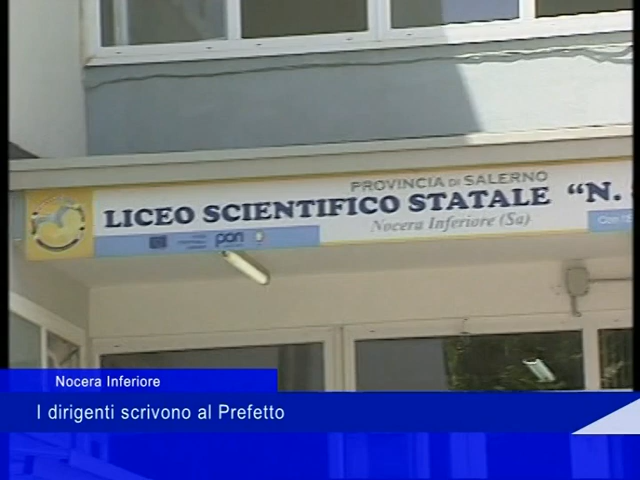 PROVINCIA DI SALERNO
LICEO SCIENTIFICO STATALE "N.
Nocera Inferiore (Sa)
pon
Nocera Inferiore
I dirigenti scrivono al Prefetto